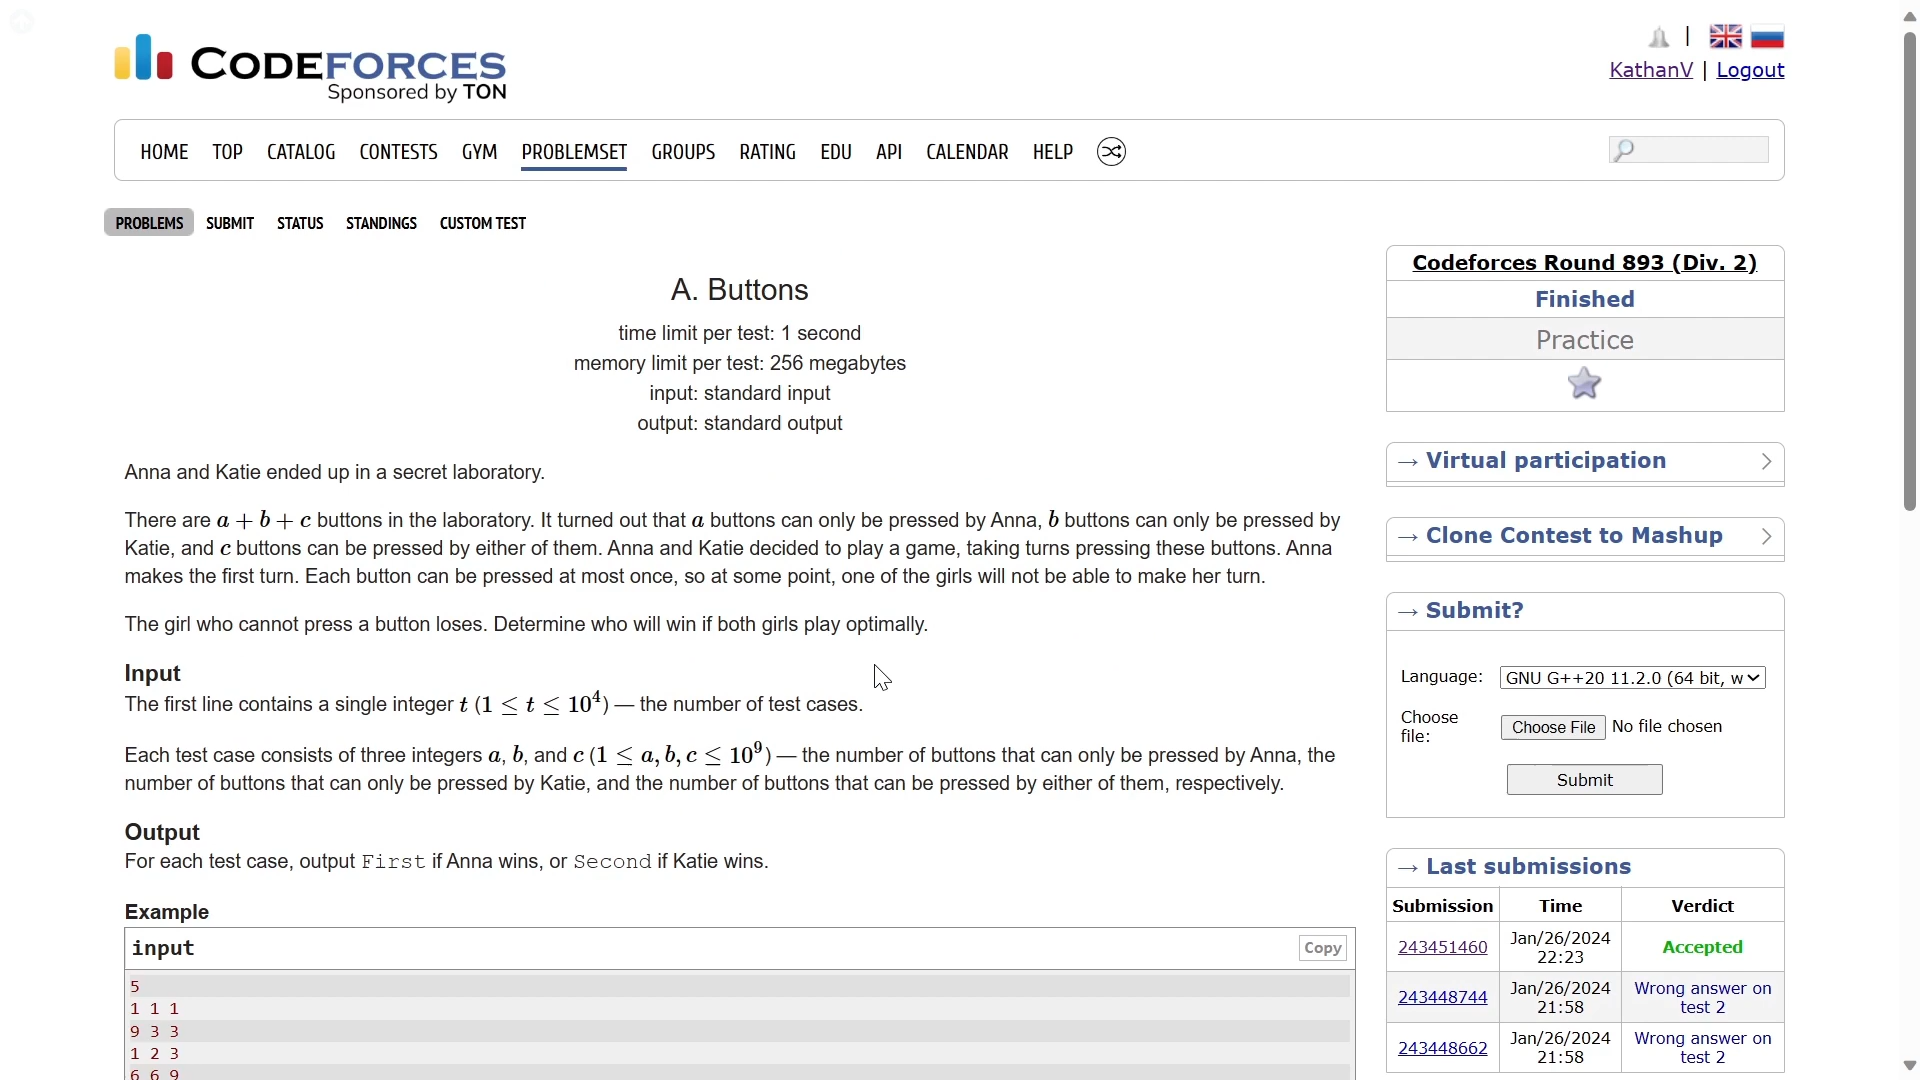 CODEFORCES
Sponsored by TON
|
KathanV | Logout
HOME TOP CATALOG CONTESTS GYM PROBLEMSET GROUPS RATING EDU API CALENDAR HELP
PROBLEMS SUBMIT STATUS STANDINGS CUSTOM TEST
A. Buttons
time limit per test: 1 second
memory limit per test: 256 megabytes
input: standard input
output: standard output
Anna and Katie ended up in a secret laboratory.
There are a + b + c buttons in the laboratory. It turned out that a buttons can only be pressed by Anna, b buttons can only be pressed by
Katie, and c buttons can be pressed by either of them. Anna and Katie decided to play a game, taking turns pressing these buttons. Anna
makes the first turn. Each button can be pressed at most once, so at some point, one of the girls will not be able to make her turn.
The girl who cannot press a button loses. Determine who will win if both girls play optimally.
Input
The first line contains a single integer t (1 ≤ t ≤ 10⁴) — the number of test cases.
Each test case consists of three integers a, b, and c (1 ≤ a, b, c ≤ 10⁹) — the number of buttons that can only be pressed by Anna, the
number of buttons that can only be pressed by Katie, and the number of buttons that can be pressed by either of them, respectively.
Output
For each test case, output First if Anna wins, or Second if Katie wins.
Example
input
Copy
5
1 1 1
9 3 3
1 2 3
6 6 9
Codeforces Round 893 (Div. 2)
Finished
Practice
→ Virtual participation
→ Clone Contest to Mashup
→ Submit?
Language: GNU G++20 11.2.0 (64 bit, w
Choose
file:
Choose File No file chosen
Submit
→ Last submissions
Submission Time Verdict
243451460 Jan/26/2024 Accepted
22:23
243448744 Jan/26/2024 Wrong answer on
21:58 test 2
243448662 Jan/26/2024 Wrong answer on
21:58 test 2